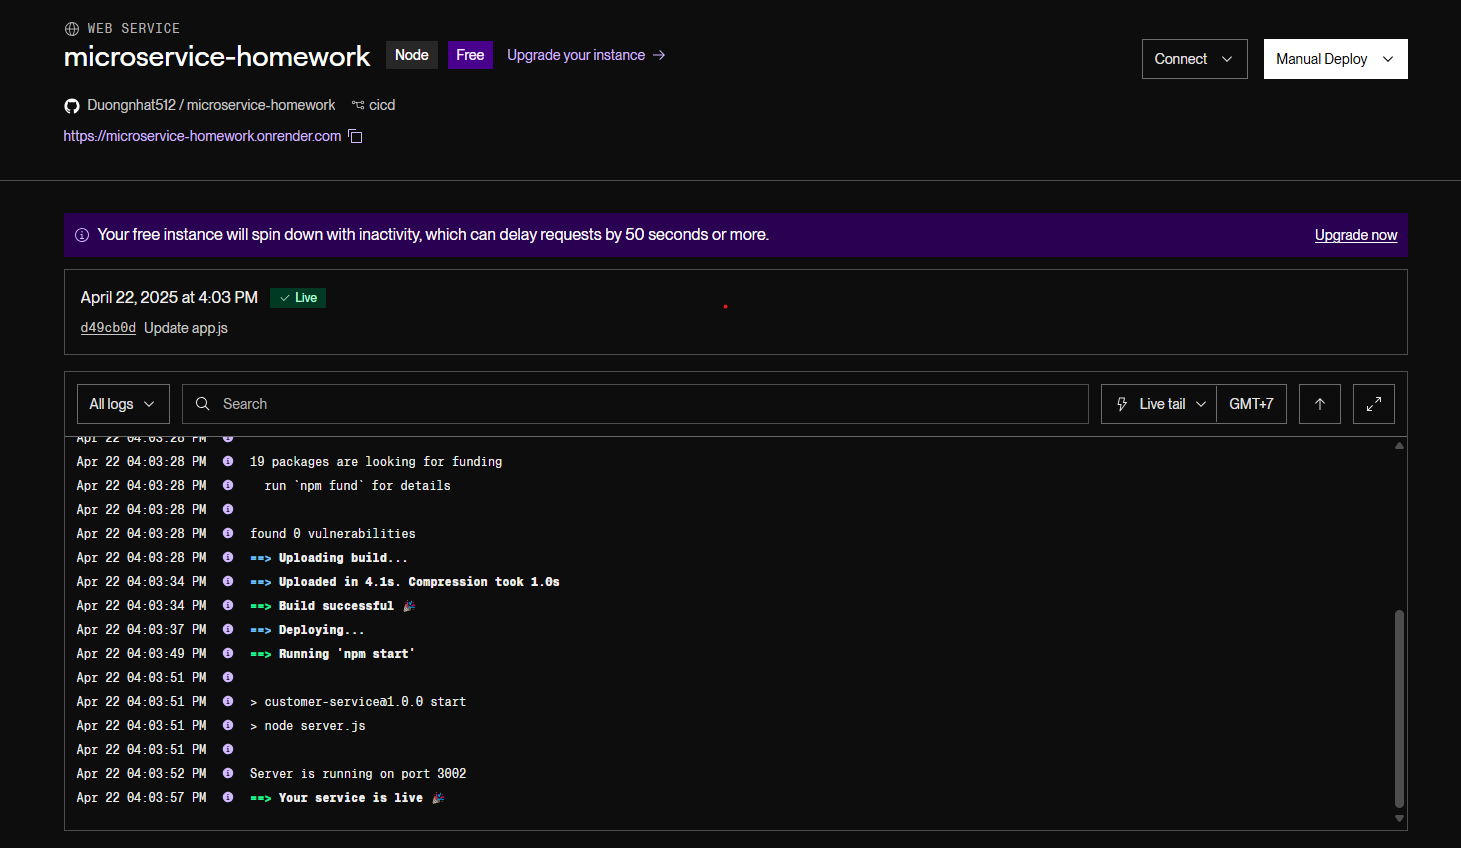 WEB SERVICE
microservice-homework Node Free Upgrade your instance →
Connect Manual Deploy
Duongnhat512 / microservice-homework cicd
https://microservice-homework.onrender.com
Your free instance will spin down with inactivity, which can delay requests by 50 seconds or more. Upgrade now
April 22, 2025 at 4:03 PM ✓ Live
d49cb0d Update app.js
All logs Search Live tail GMT+7
Apr 22 04:03:28 PM
Apr 22 04:03:28 PM 19 packages are looking for funding
Apr 22 04:03:28 PM run `npm fund` for details
Apr 22 04:03:28 PM
Apr 22 04:03:28 PM found 0 vulnerabilities
Apr 22 04:03:28 PM ==> Uploading build...
Apr 22 04:03:34 PM ==> Uploaded in 4.1s. Compression took 1.0s
Apr 22 04:03:34 PM ==> Build successful 🎉
Apr 22 04:03:37 PM ==> Deploying...
Apr 22 04:03:49 PM ==> Running 'npm start'
Apr 22 04:03:51 PM
Apr 22 04:03:51 PM > customer-service@1.0.0 start
Apr 22 04:03:51 PM > node server.js
Apr 22 04:03:51 PM
Apr 22 04:03:52 PM Server is running on port 3002
Apr 22 04:03:57 PM ==> Your service is live 🎉